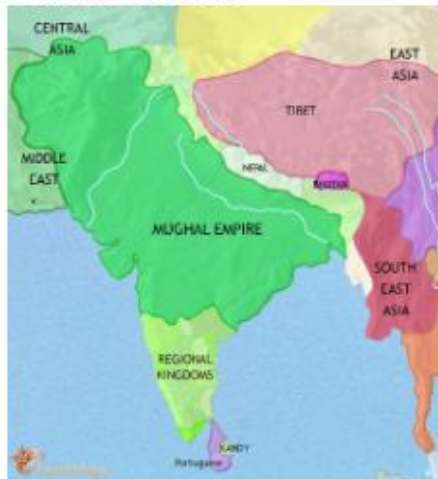 CENTRAL
ASIA
EAST
ASIA
TIBET
MIDDLE
EAST
NEPAL
MUGHAL EMPIRE
SOUTH
EAST
ASIA
REGIONAL
KINGDOMS
KANDY
Portuguese